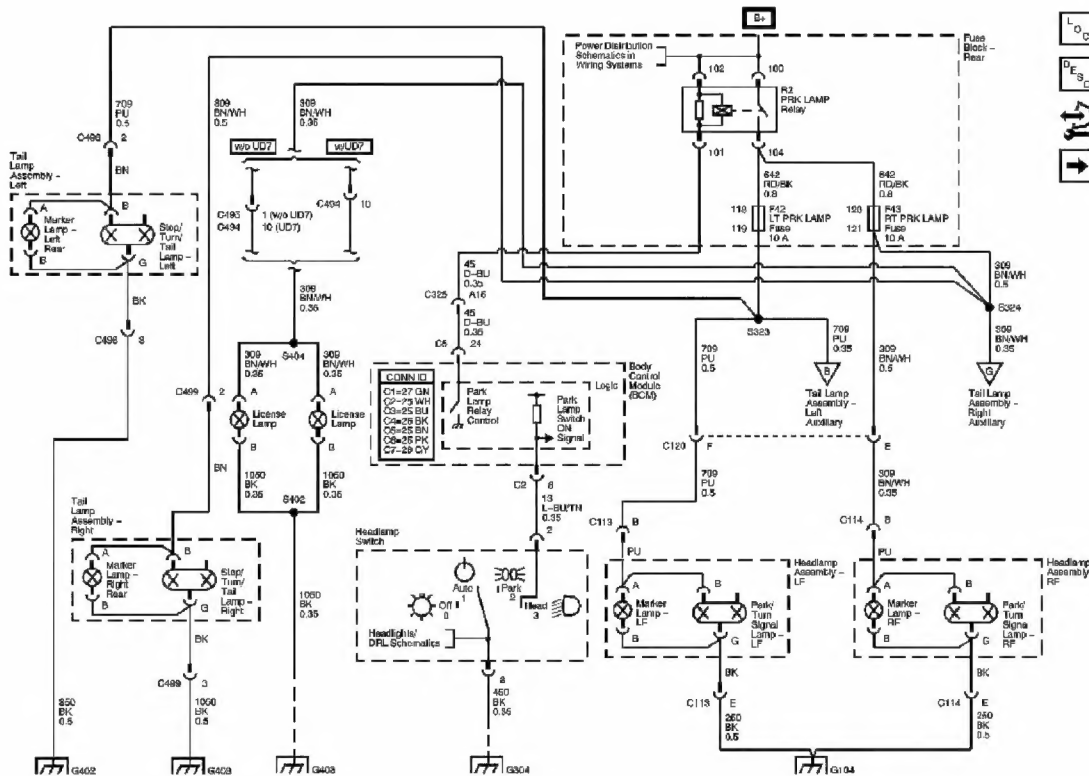 B+
Power Distribution
Schematics in
Wiring Systems
Fuse
Block –
Rear
102
100
R2
PRK LAMP
Relay
101
104
642
RD/BK
0.8
642
RD/BK
0.8
118
F42
LT PRK LAMP
119
Fuse
10 A
120
F43
RT PRK LAMP
121
Fuse
10 A
709
PU
0.5
C498
2
BN
Tail
Lamp
Assembly –
Left
A
B
Marker
Lamp –
Left
Rear
Stop/
Turn/
Tail
Lamp –
Left
B
G
BK
C498
8
850
BK
0.5
G402
809
BN/WH
0.5
309
BN/WH
0.35
w/o UD7
w/UD7
C493
C494
1 (w/o UD7)
10 (UD7)
C494
10
309
BN/WH
0.35
S404
309
BN/WH
0.35
309
BN/WH
0.35
C499
2
A
A
License
Lamp
License
Lamp
B
B
BN
1050
BK
0.35
1050
BK
0.35
S402
1050
BK
0.35
G403
Tail
Lamp
Assembly –
Right
A
B
Marker
Lamp –
Right
Rear
Stop/
Turn/
Tail
Lamp –
Right
B
G
BK
C499
3
1050
BK
0.5
G403
45
D-BU
0.35
C325
A16
45
D-BU
0.35
C5
24
Body
Control
Module
(BCM)
Logic
CONN ID
C1=27 GN
C2=25 WH
C3=25 BU
C4=26 BK
C5=25 BN
C6=25 PK
C7=28 GY
Park
Lamp
Relay
Control
Park
Lamp
Switch
ON
Signal
C2
6
13
L-BU/TN
0.35
2
Headlamp
Switch
Auto
1
Off
0
Park
2
Head
3
Headlights/
DRL Schematics
8
450
BK
0.35
G304
S323
709
PU
0.5
709
PU
0.35
B
Tail Lamp
Assembly –
Left
Auxiliary
309
BN/WH
0.5
309
BN/WH
0.5
S324
309
BN/WH
0.35
G
Tail Lamp
Assembly –
Right
Auxiliary
C120
F
E
709
PU
0.5
309
BN/WH
0.35
C113
B
C114
B
PU
PU
Headlamp
Assembly –
LF
A
B
Marker
Lamp –
LF
Park/
Turn
Signal
Lamp –
LF
B
G
BK
C113
E
250
BK
0.5
Headlamp
Assembly –
RF
A
B
Marker
Lamp –
RF
Park/
Turn
Signa
Lamp –
RF
B
G
BK
C114
E
250
BK
0.5
G104